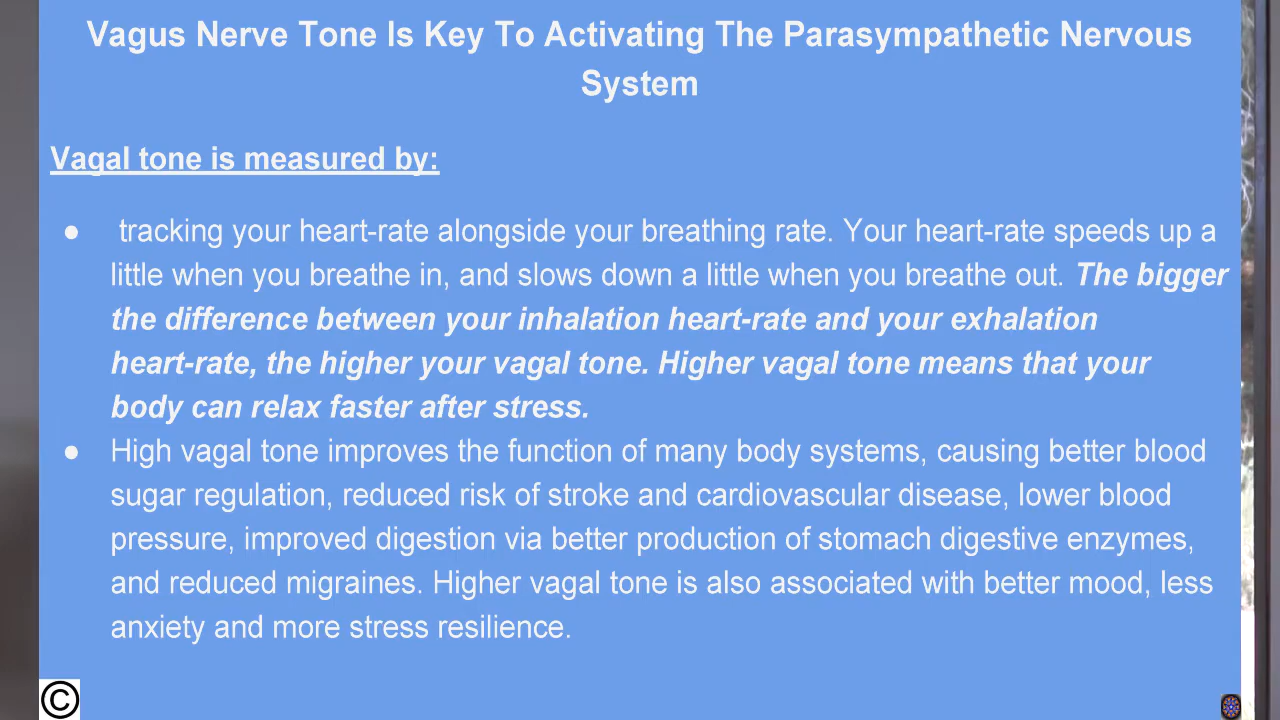 Vagus Nerve Tone Is Key To Activating The Parasympathetic Nervous
System
Vagal tone is measured by:
● tracking your heart-rate alongside your breathing rate. Your heart-rate speeds up a
little when you breathe in, and slows down a little when you breathe out. The bigger
the difference between your inhalation heart-rate and your exhalation
heart-rate, the higher your vagal tone. Higher vagal tone means that your
body can relax faster after stress.
● High vagal tone improves the function of many body systems, causing better blood
sugar regulation, reduced risk of stroke and cardiovascular disease, lower blood
pressure, improved digestion via better production of stomach digestive enzymes,
and reduced migraines. Higher vagal tone is also associated with better mood, less
anxiety and more stress resilience.
©